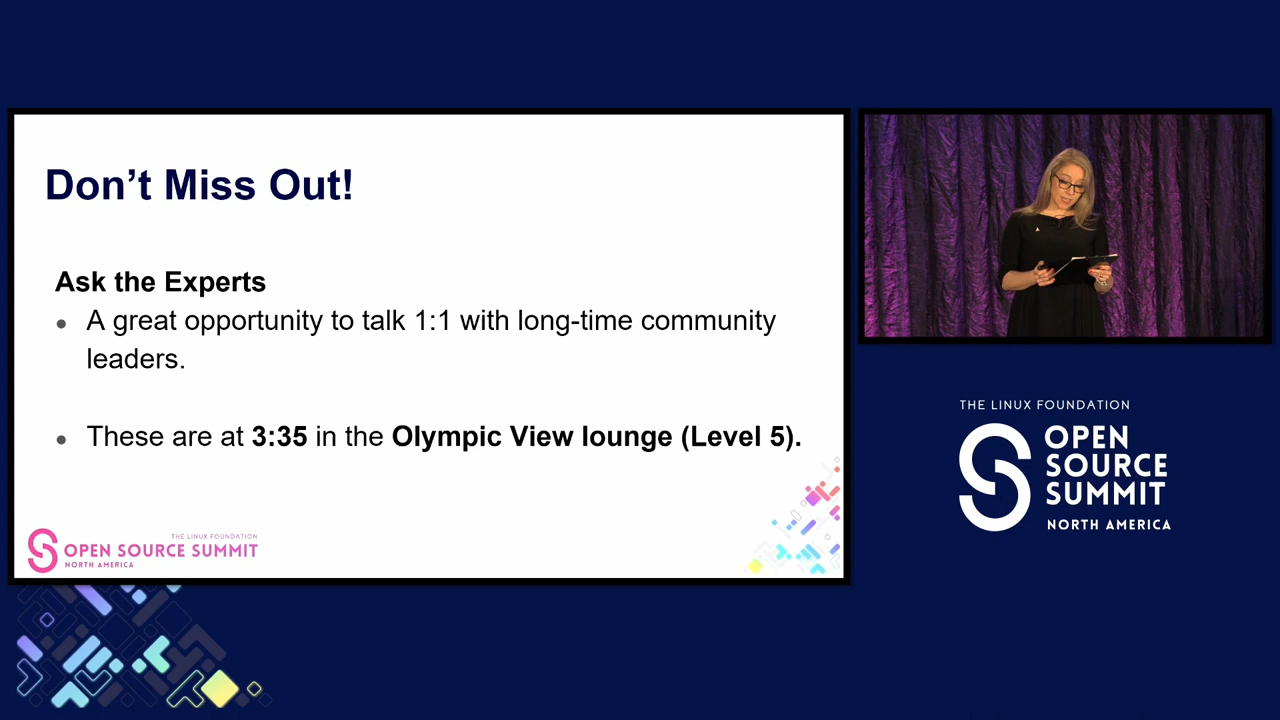 Don’t Miss Out!
Ask the Experts
● A great opportunity to talk 1:1 with long-time community
leaders.
● These are at 3:35 in the Olympic View lounge (Level 5).
THE LINUX FOUNDATION
OPEN SOURCE SUMMIT
NORTH AMERICA
THE LINUX FOUNDATION
OPEN
SOURCE
SUMMIT
NORTH AMERICA